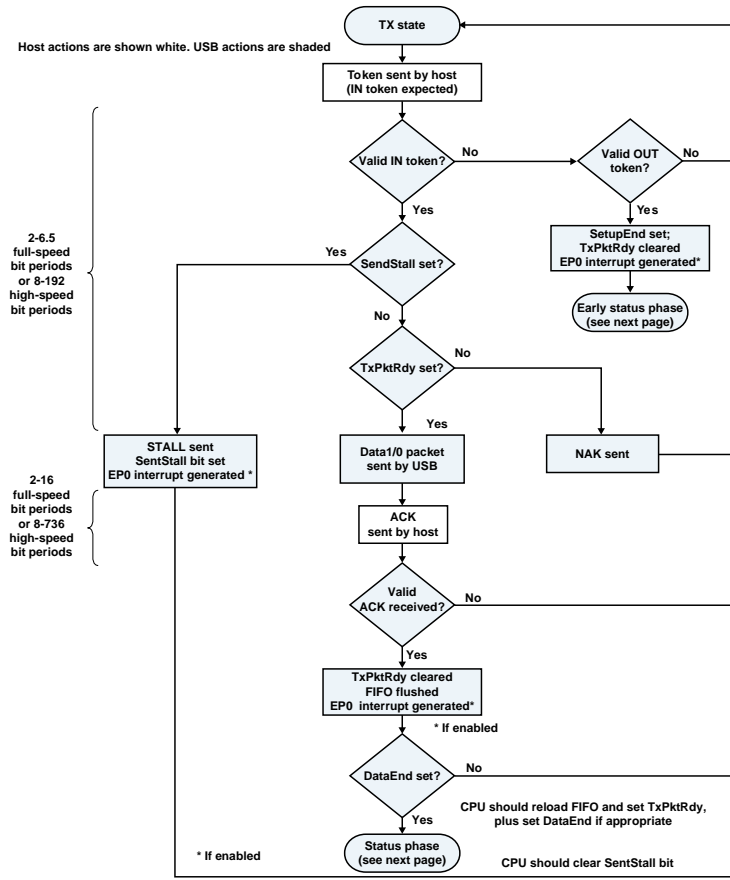 TX state
Host actions are shown white. USB actions are shaded
Token sent by host
(IN token expected)
Valid IN token?
No
Valid OUT
token?
No
Yes
Yes
SetupEnd set;
TxPktRdy cleared
EP0 interrupt generated*
2-6.5
full-speed
bit periods
or 8-192
high-speed
bit periods
Yes
SendStall set?
Early status phase
(see next page)
No
TxPktRdy set?
No
Yes
STALL sent
SentStall bit set
EP0 interrupt generated *
Data1/0 packet
sent by USB
NAK sent
2-16
full-speed
bit periods
or 8-736
high-speed
bit periods
ACK
sent by host
Valid
ACK received?
No
Yes
TxPktRdy cleared
FIFO flushed
EP0 interrupt generated*
* If enabled
DataEnd set?
No
CPU should reload FIFO and set TxPktRdy,
plus set DataEnd if appropriate
Yes
Status phase
(see next page)
* If enabled
CPU should clear SentStall bit